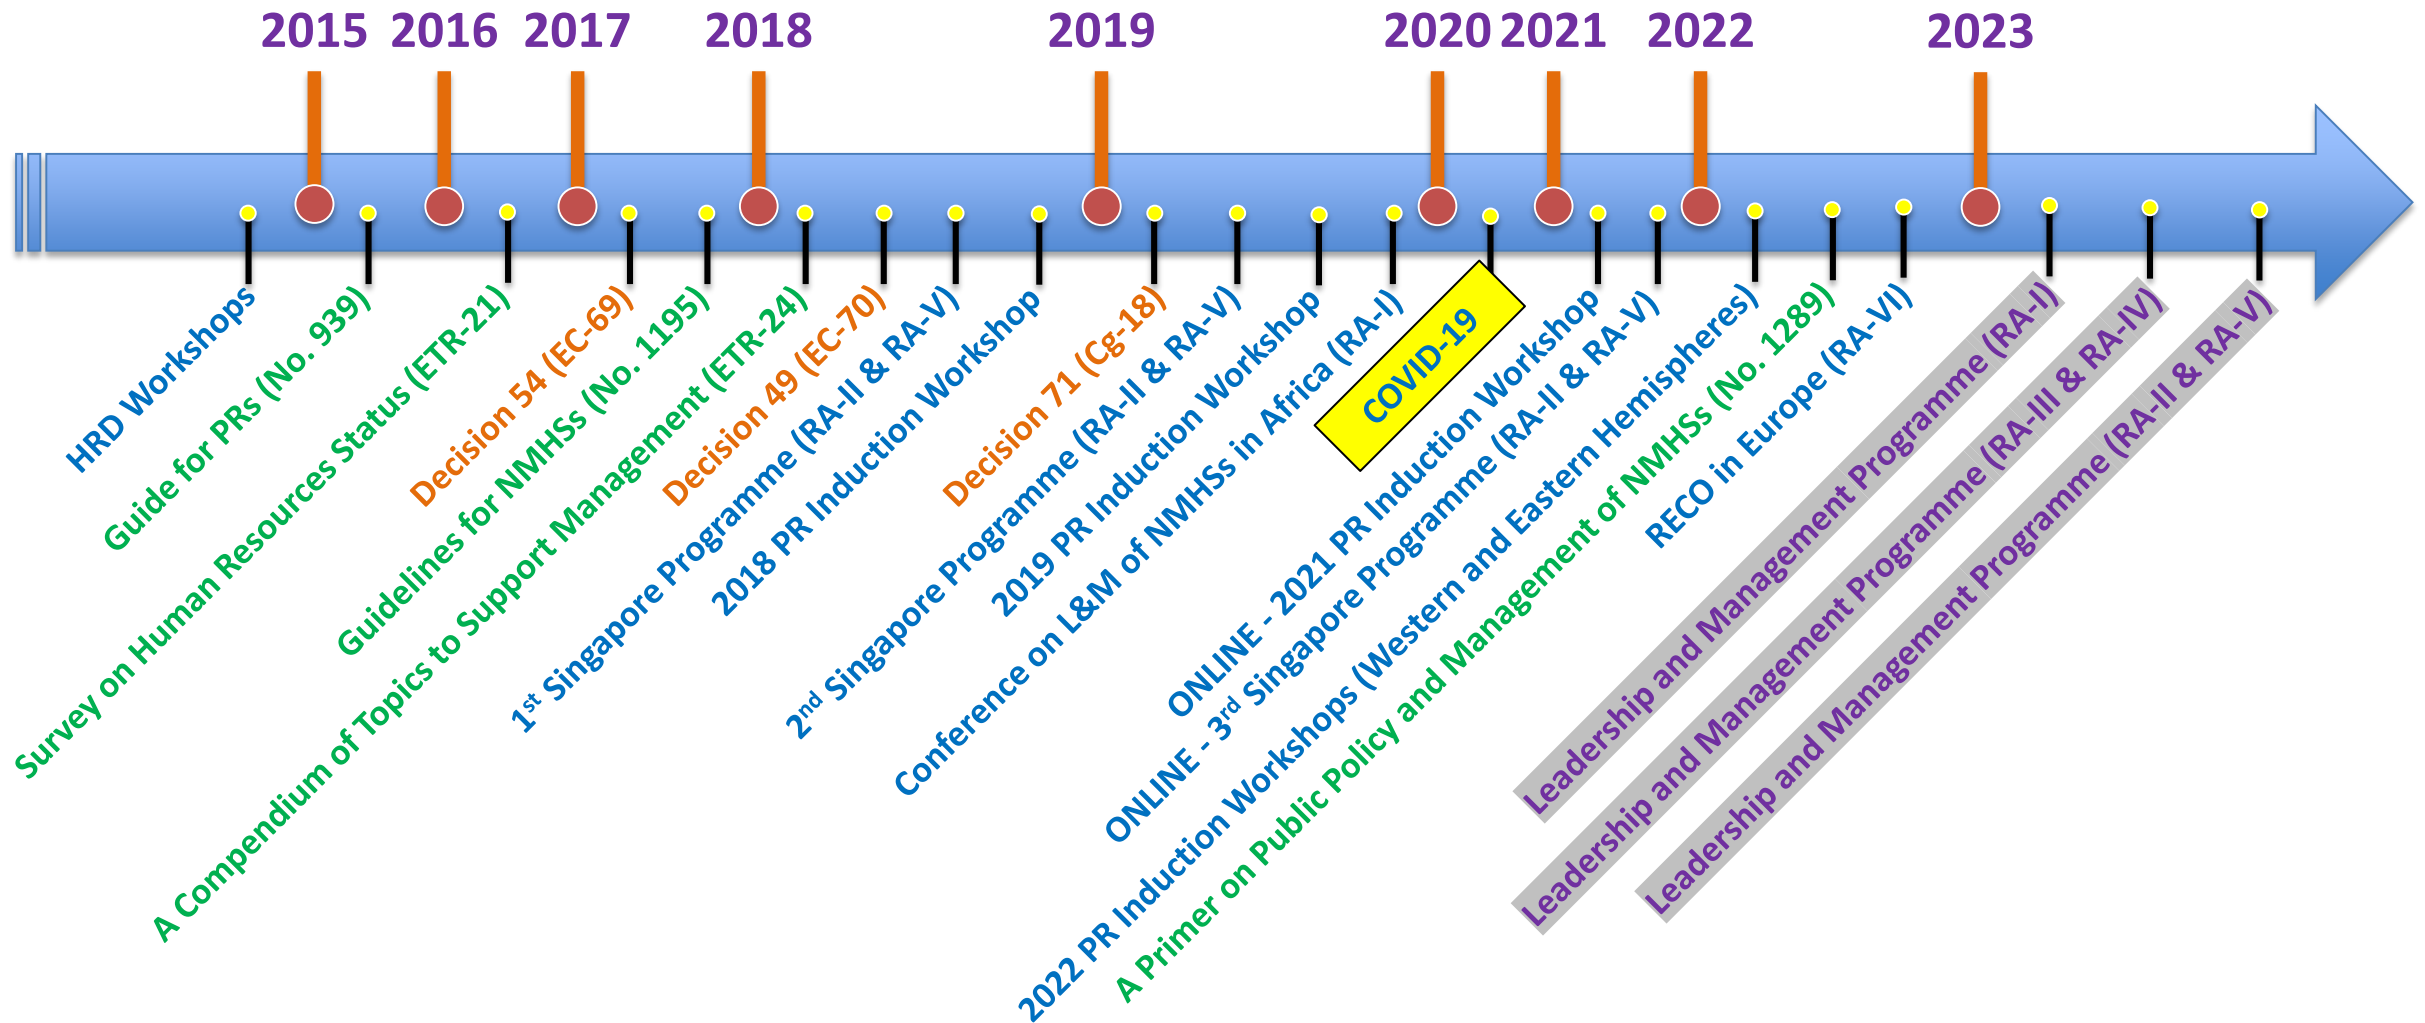 2015
2016
2017
2018
2019
2020
2021
2022
2023
HRD Workshops
Guide for PRs (No. 939)
Survey on Human Resources Status (ETR-21)
Decision 54 (EC-69)
Guidelines for NMHSs (No. 1195)
A Compendium of Topics to Support Management (ETR-24)
Decision 49 (EC-70)
1st Singapore Programme (RA-II & RA-V)
2018 PR Induction Workshop
Decision 71 (Cg-18)
2nd Singapore Programme (RA-II & RA-V)
2019 PR Induction Workshop
Conference on L&M of NMHSs in Africa (RA-I)
COVID-19
ONLINE - 2021 PR Induction Workshop
ONLINE - 3rd Singapore Programme (RA-II & RA-V)
2022 PR Induction Workshops (Western and Eastern Hemispheres)
A Primer on Public Policy and Management of NMHSs (No. 1289)
RECO in Europe (RA-VI)
Leadership and Management Programme (RA-I)
Leadership and Management Programme (RA-III & RA-IV)
Leadership and Management Programme (RA-II & RA-V)